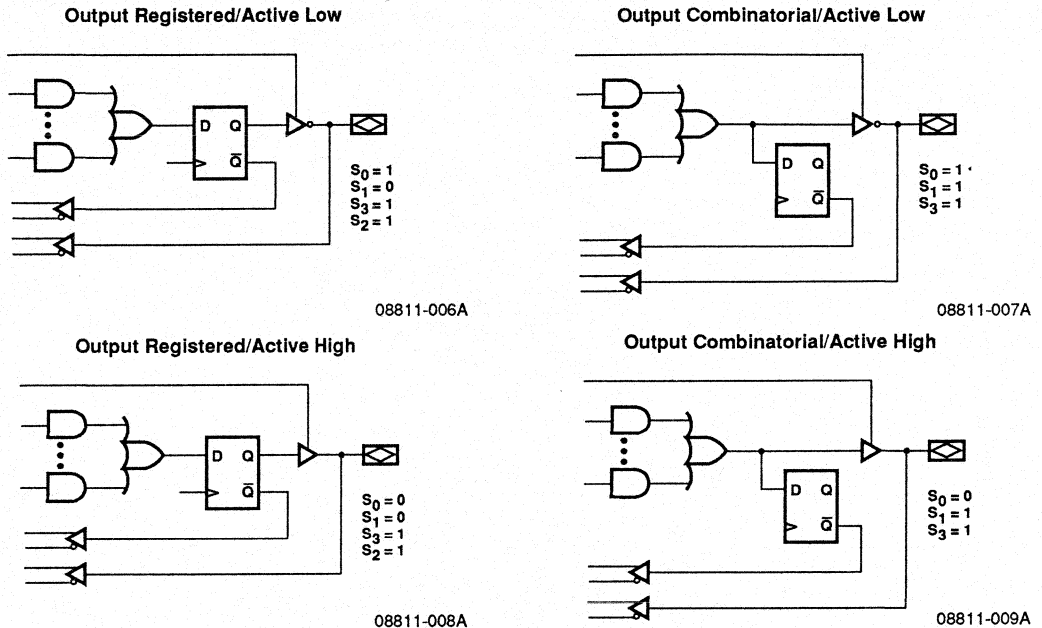 Output Registered/Active Low
D Q
Q̅
S0 = 1
S1 = 0
S3 = 1
S2 = 1
08811-006A
Output Combinatorial/Active Low
D Q
Q̅
S0 = 1
S1 = 1
S3 = 1
08811-007A
Output Registered/Active High
D Q
Q̅
S0 = 0
S1 = 0
S3 = 1
S2 = 1
08811-008A
Output Combinatorial/Active High
D Q
Q̅
S0 = 0
S1 = 1
S3 = 1
08811-009A